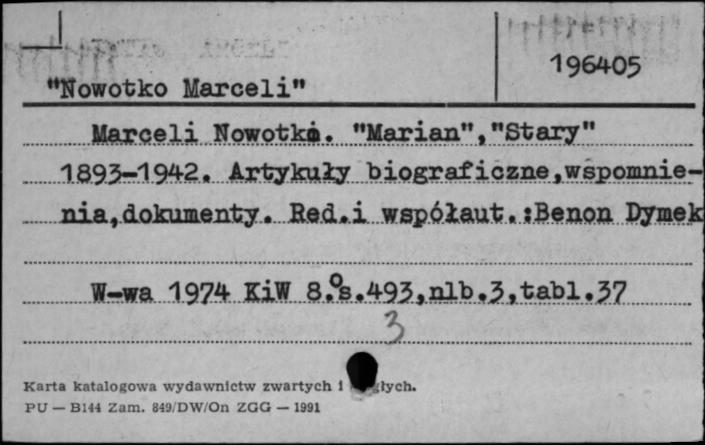 196405
"Nowotko Marceli"
Marceli Nowotko. "Marian","Stary"
1893-1942. Artykuły biograficzne,wspomnie-
nia,dokumenty. Red.i współaut.:Benon Dymek
W-wa 1974 KiW 8.°s.493,nlb.3,tabl.37
3
Karta katalogowa wydawnictw zwartych i
PU — B144 Zam. 849/DW/On ZGG — 1991